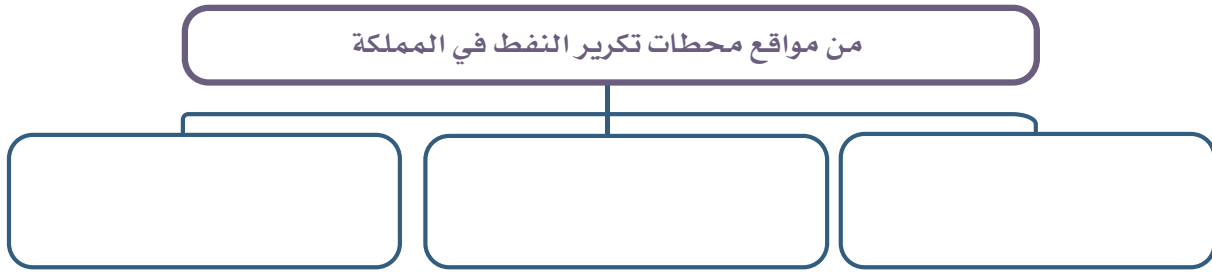 من مواقع محطات تكرير النفط في المملكة